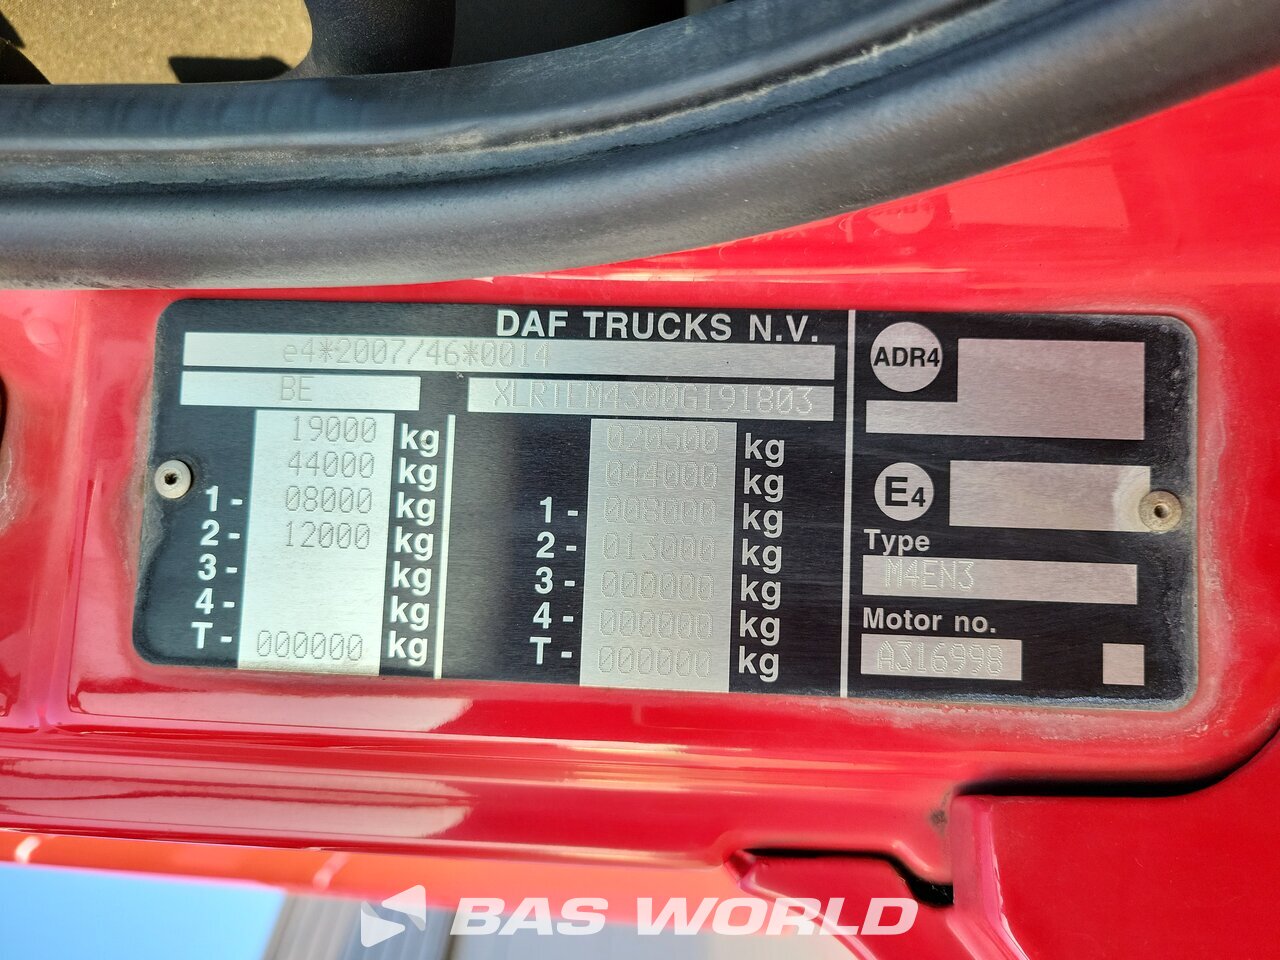 DAF TRUCKS N.V.
e4*2007/46*0014
BE XLRTEM4300G191803
19000 kg 020500 kg
44000 kg 044000 kg
1- 08000 kg 1- 008000 kg
2- 12000 kg 2- 013000 kg
3- kg 3- 000000 kg
4- kg 4- 000000 kg
T- 000000 kg T- 000000 kg
ADR4
E4
Type
M4EN3
Motor no.
A316998
BAS WORLD